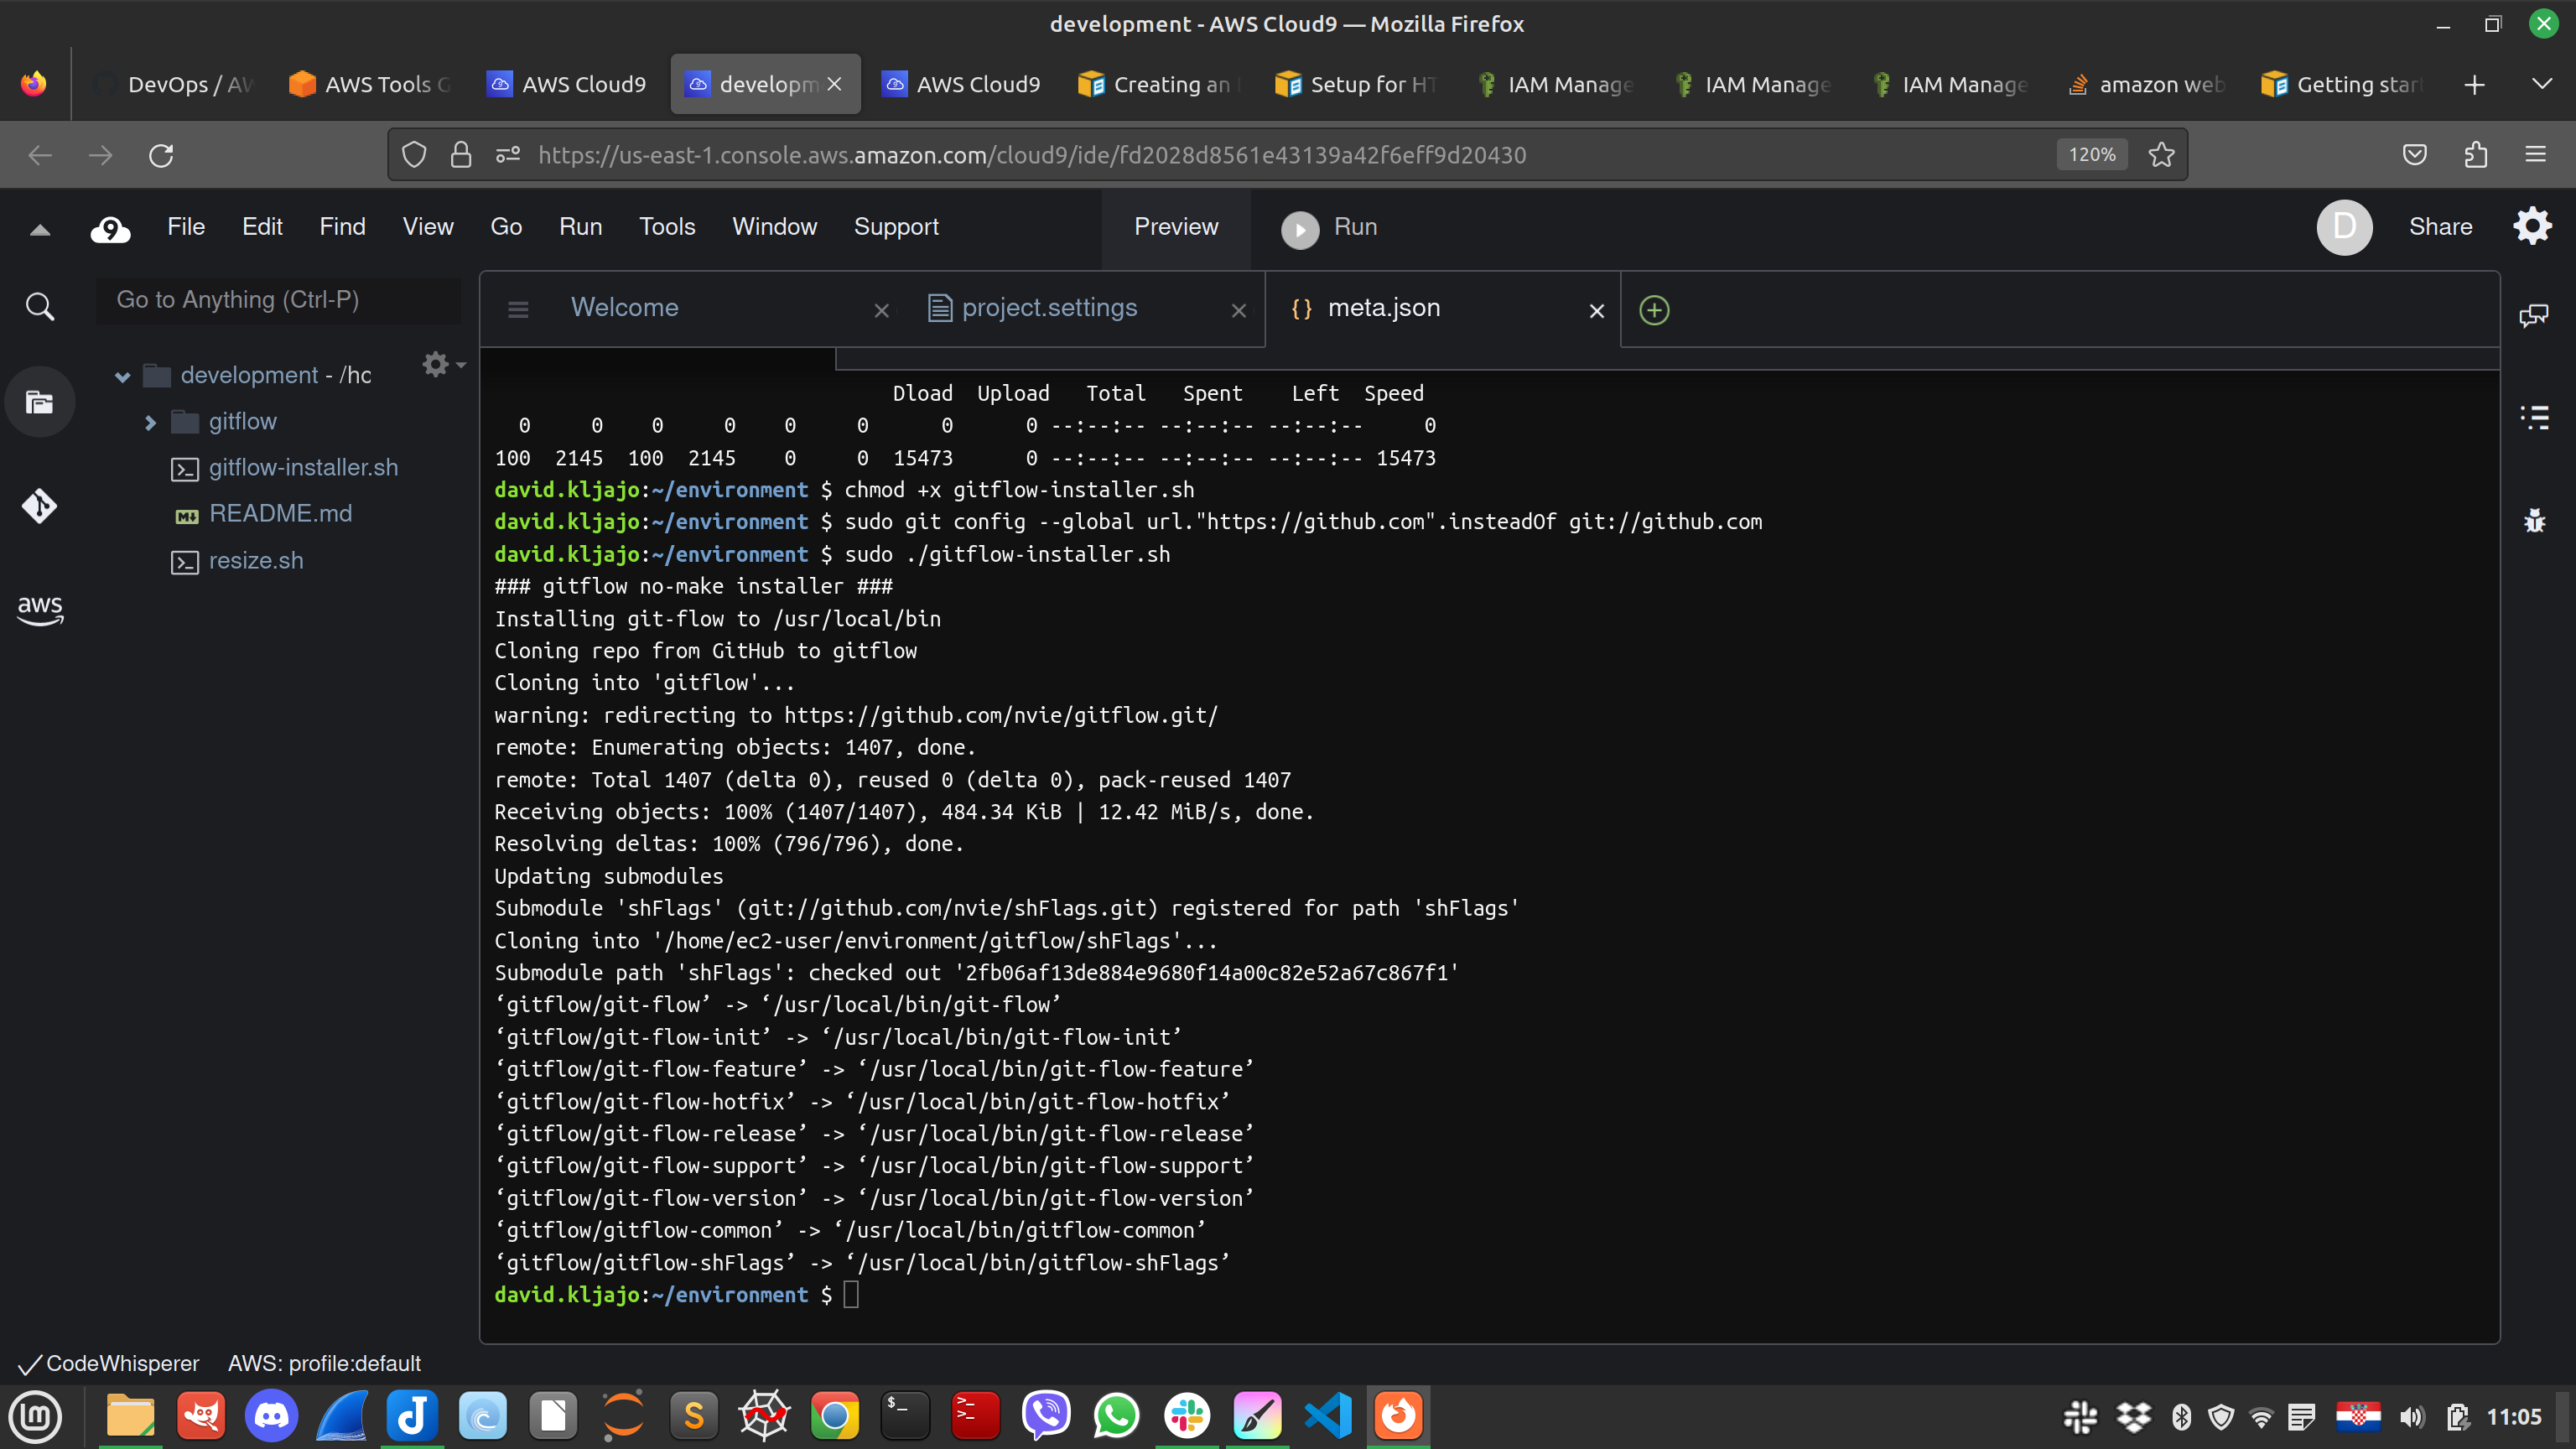 development - AWS Cloud9 — Mozilla Firefox
DevOps / AW
AWS Tools G
AWS Cloud9
developm
AWS Cloud9
Creating an
Setup for HT
IAM Manage
IAM Manage
IAM Manage
amazon web
Getting start
https://us-east-1.console.aws.amazon.com/cloud9/ide/fd2028d8561e43139a42f6eff9d20430
120%
9 File Edit Find View Go Run Tools Window Support Preview Run D Share
Go to Anything (Ctrl-P)
Welcome
project.settings
{} meta.json
development - /hc
gitflow
gitflow-installer.sh
README.md
resize.sh
aws
Dload Upload Total Spent Left Speed
0 0 0 0 0 0 0 0 --:--:-- --:--:-- --:--:-- 0
100 2145 100 2145 0 0 15473 0 --:--:-- --:--:-- --:--:-- 15473
david.kljajo:~/environment $ chmod +x gitflow-installer.sh
david.kljajo:~/environment $ sudo git config --global url."https://github.com".insteadOf git://github.com
david.kljajo:~/environment $ sudo ./gitflow-installer.sh
### gitflow no-make installer ###
Installing git-flow to /usr/local/bin
Cloning repo from GitHub to gitflow
Cloning into 'gitflow'...
warning: redirecting to https://github.com/nvie/gitflow.git/
remote: Enumerating objects: 1407, done.
remote: Total 1407 (delta 0), reused 0 (delta 0), pack-reused 1407
Receiving objects: 100% (1407/1407), 484.34 KiB | 12.42 MiB/s, done.
Resolving deltas: 100% (796/796), done.
Updating submodules
Submodule 'shFlags' (git://github.com/nvie/shFlags.git) registered for path 'shFlags'
Cloning into '/home/ec2-user/environment/gitflow/shFlags'...
Submodule path 'shFlags': checked out '2fb06af13de884e9680f14a00c82e52a67c867f1'
‘gitflow/git-flow’ -> ‘/usr/local/bin/git-flow’
‘gitflow/git-flow-init’ -> ‘/usr/local/bin/git-flow-init’
‘gitflow/git-flow-feature’ -> ‘/usr/local/bin/git-flow-feature’
‘gitflow/git-flow-hotfix’ -> ‘/usr/local/bin/git-flow-hotfix’
‘gitflow/git-flow-release’ -> ‘/usr/local/bin/git-flow-release’
‘gitflow/git-flow-support’ -> ‘/usr/local/bin/git-flow-support’
‘gitflow/git-flow-version’ -> ‘/usr/local/bin/git-flow-version’
‘gitflow/gitflow-common’ -> ‘/usr/local/bin/gitflow-common’
‘gitflow/gitflow-shFlags’ -> ‘/usr/local/bin/gitflow-shFlags’
david.kljajo:~/environment $
CodeWhisperer AWS: profile:default
11:05